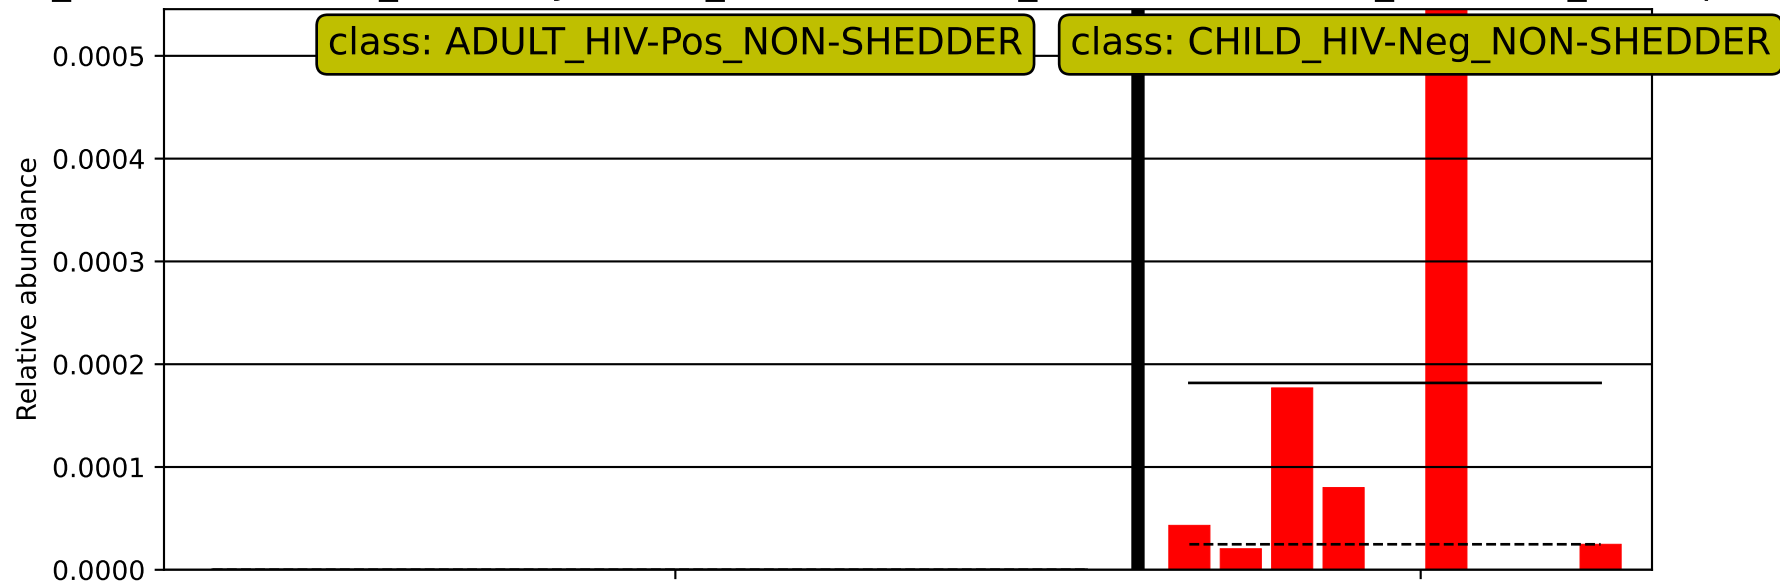 class: ADULT_HIV-Pos_NON-SHEDDER
class: CHILD_HIV-Neg_NON-SHEDDER
0.0005
0.0004
0.0003
0.0002
0.0001
0.0000
Relative abundance